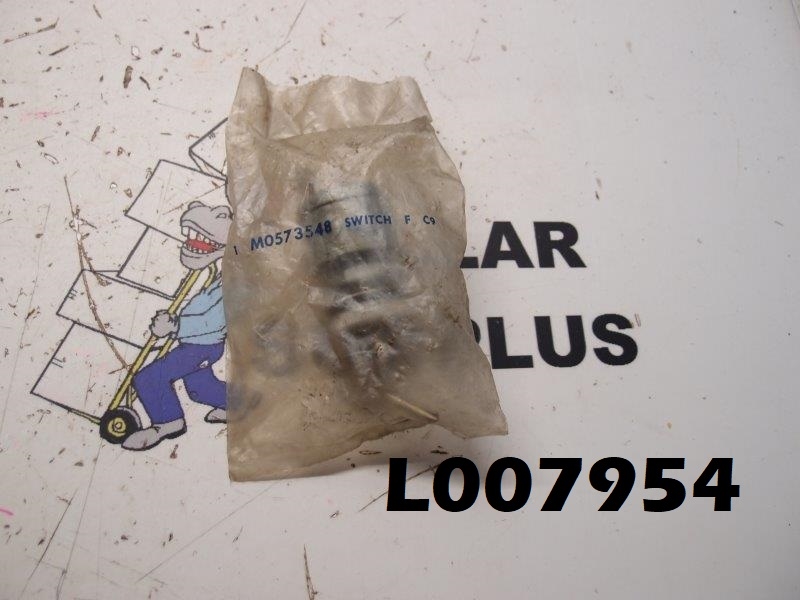 1 M0573548 SWITCH F C9
LAR
PLUS
L007954